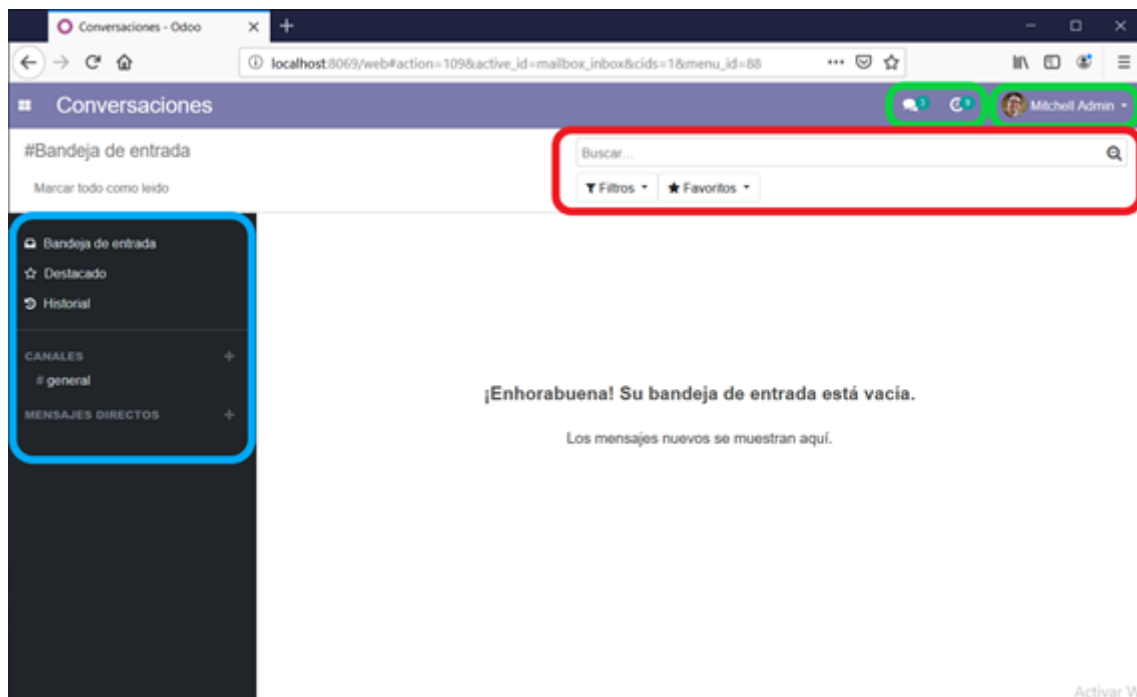 Conversaciones - Odoo
localhost:8069/web#action=109&active_id=mailbox_inbox&cids=1&menu_id=88
Conversaciones
Mitchell Admin
#Bandeja de entrada
Buscar...
Marcar todo como leído
Filtros
Favoritos
Bandeja de entrada
Destacado
Historial
CANALES
# general
MENSAJES DIRECTOS
¡Enhorabuena! Su bandeja de entrada está vacía.
Los mensajes nuevos se muestran aquí.
Activar W